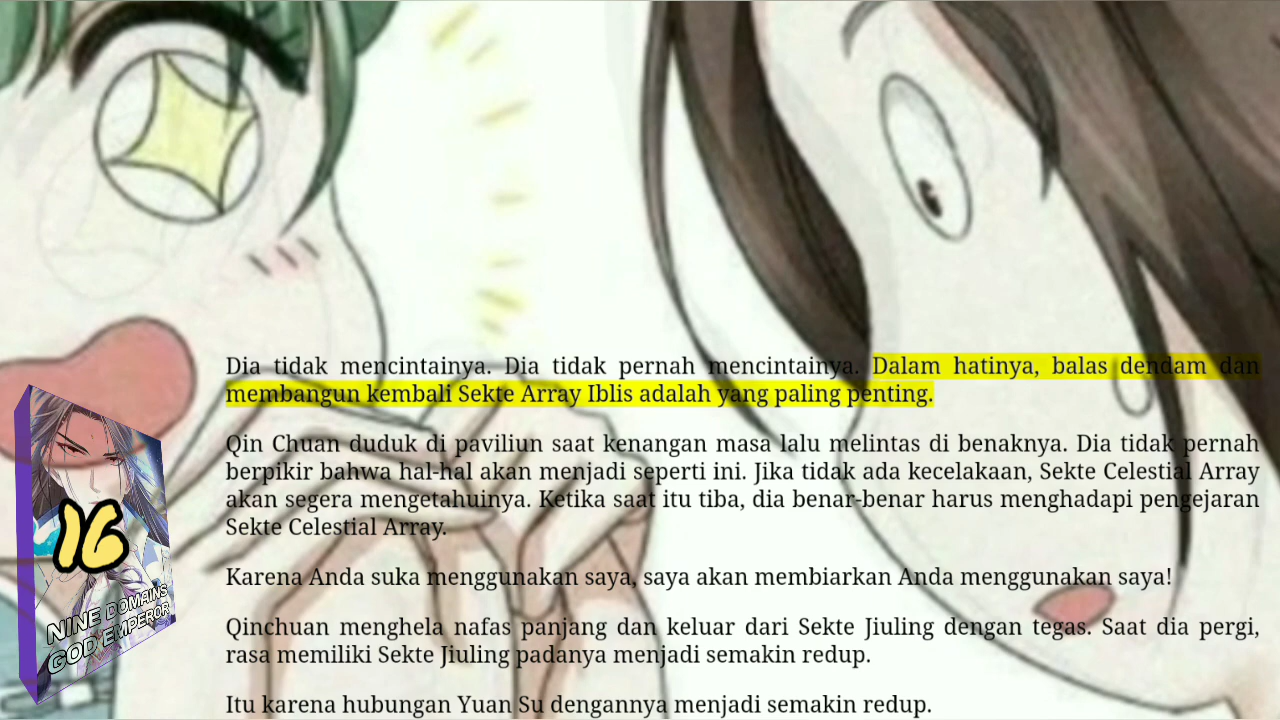 Dia tidak mencintainya. Dia tidak pernah mencintainya. Dalam hatinya, balas dendam dan
membangun kembali Sekte Array Iblis adalah yang paling penting.
Qin Chuan duduk di paviliun saat kenangan masa lalu melintas di benaknya. Dia tidak pernah
berpikir bahwa hal-hal akan menjadi seperti ini. Jika tidak ada kecelakaan, Sekte Celestial Array
akan segera mengetahuinya. Ketika saat itu tiba, dia benar-benar harus menghadapi pengejaran
Sekte Celestial Array.
Karena Anda suka menggunakan saya, saya akan membiarkan Anda menggunakan saya!
Qinchuan menghela nafas panjang dan keluar dari Sekte Jiuling dengan tegas. Saat dia pergi,
rasa memiliki Sekte Jiuling padanya menjadi semakin redup.
Itu karena hubungan Yuan Su dengannya menjadi semakin redup.
16
NINE DOMAINS
GOD EMPEROR